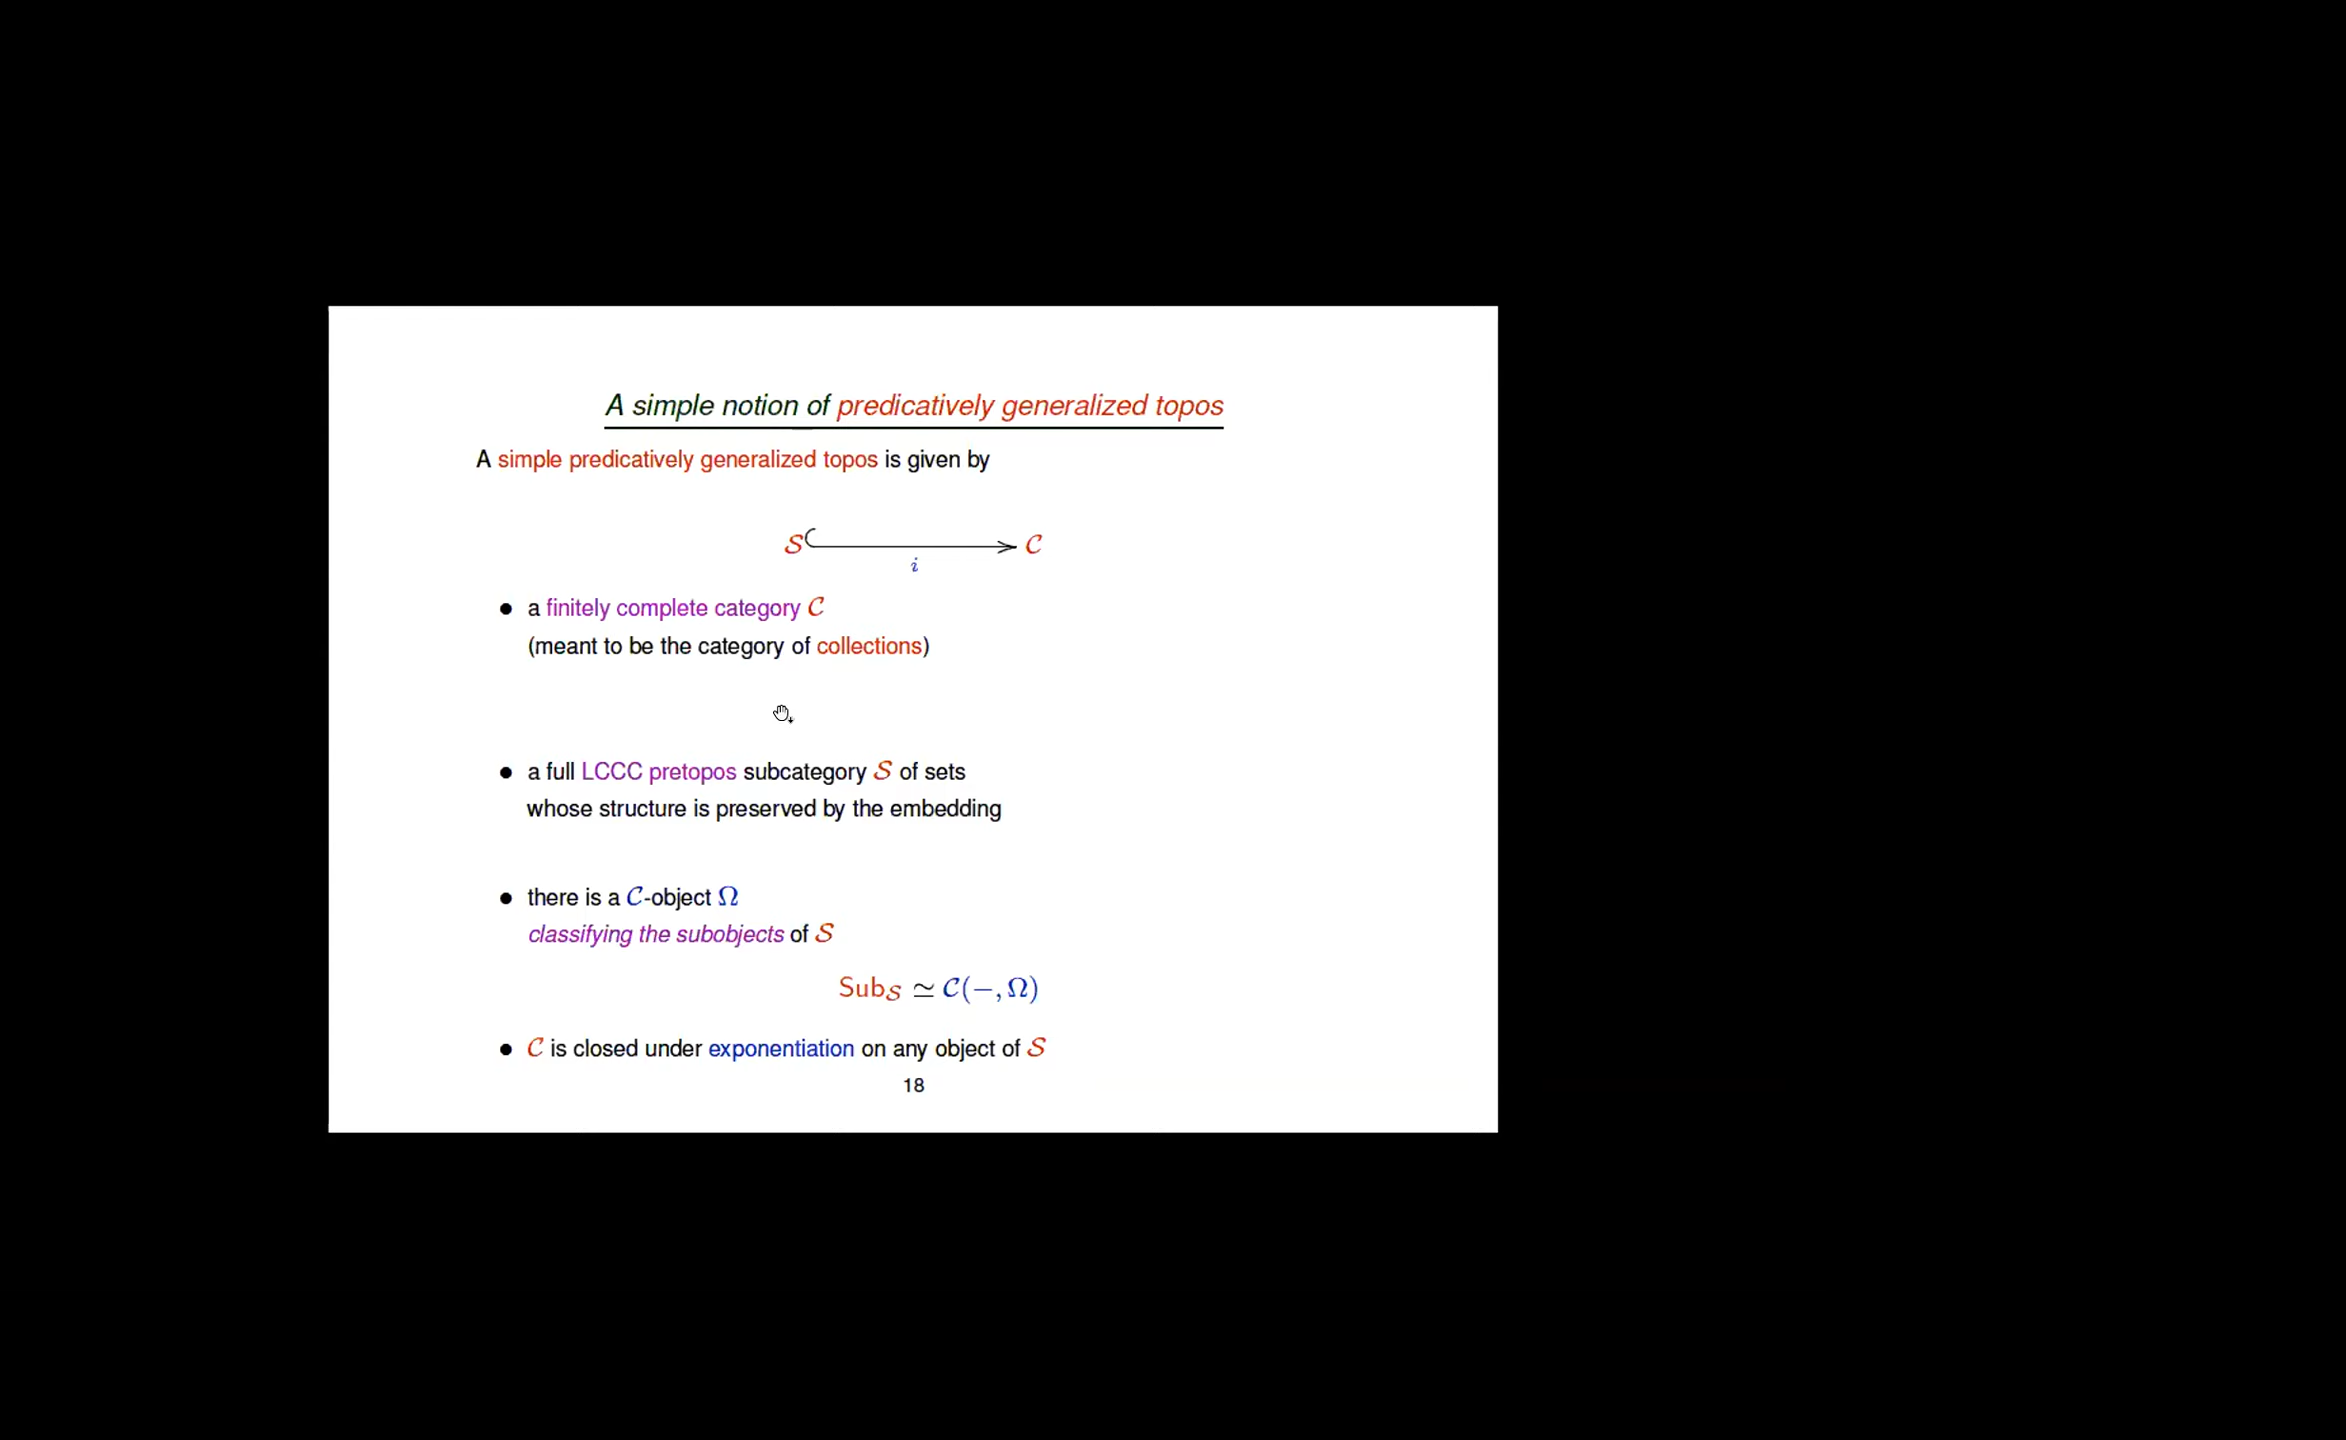 A simple notion of predicatively generalized topos
A simple predicatively generalized topos is given by
𝒮 ↪ 𝒞
i
● a finitely complete category 𝒞
(meant to be the category of collections)
● a full LCCC pretopos subcategory 𝒮 of sets
whose structure is preserved by the embedding
● there is a 𝒞-object Ω
classifying the subobjects of 𝒮
Sub𝒮 ≃ 𝒞(−, Ω)
● 𝒞 is closed under exponentiation on any object of 𝒮
18